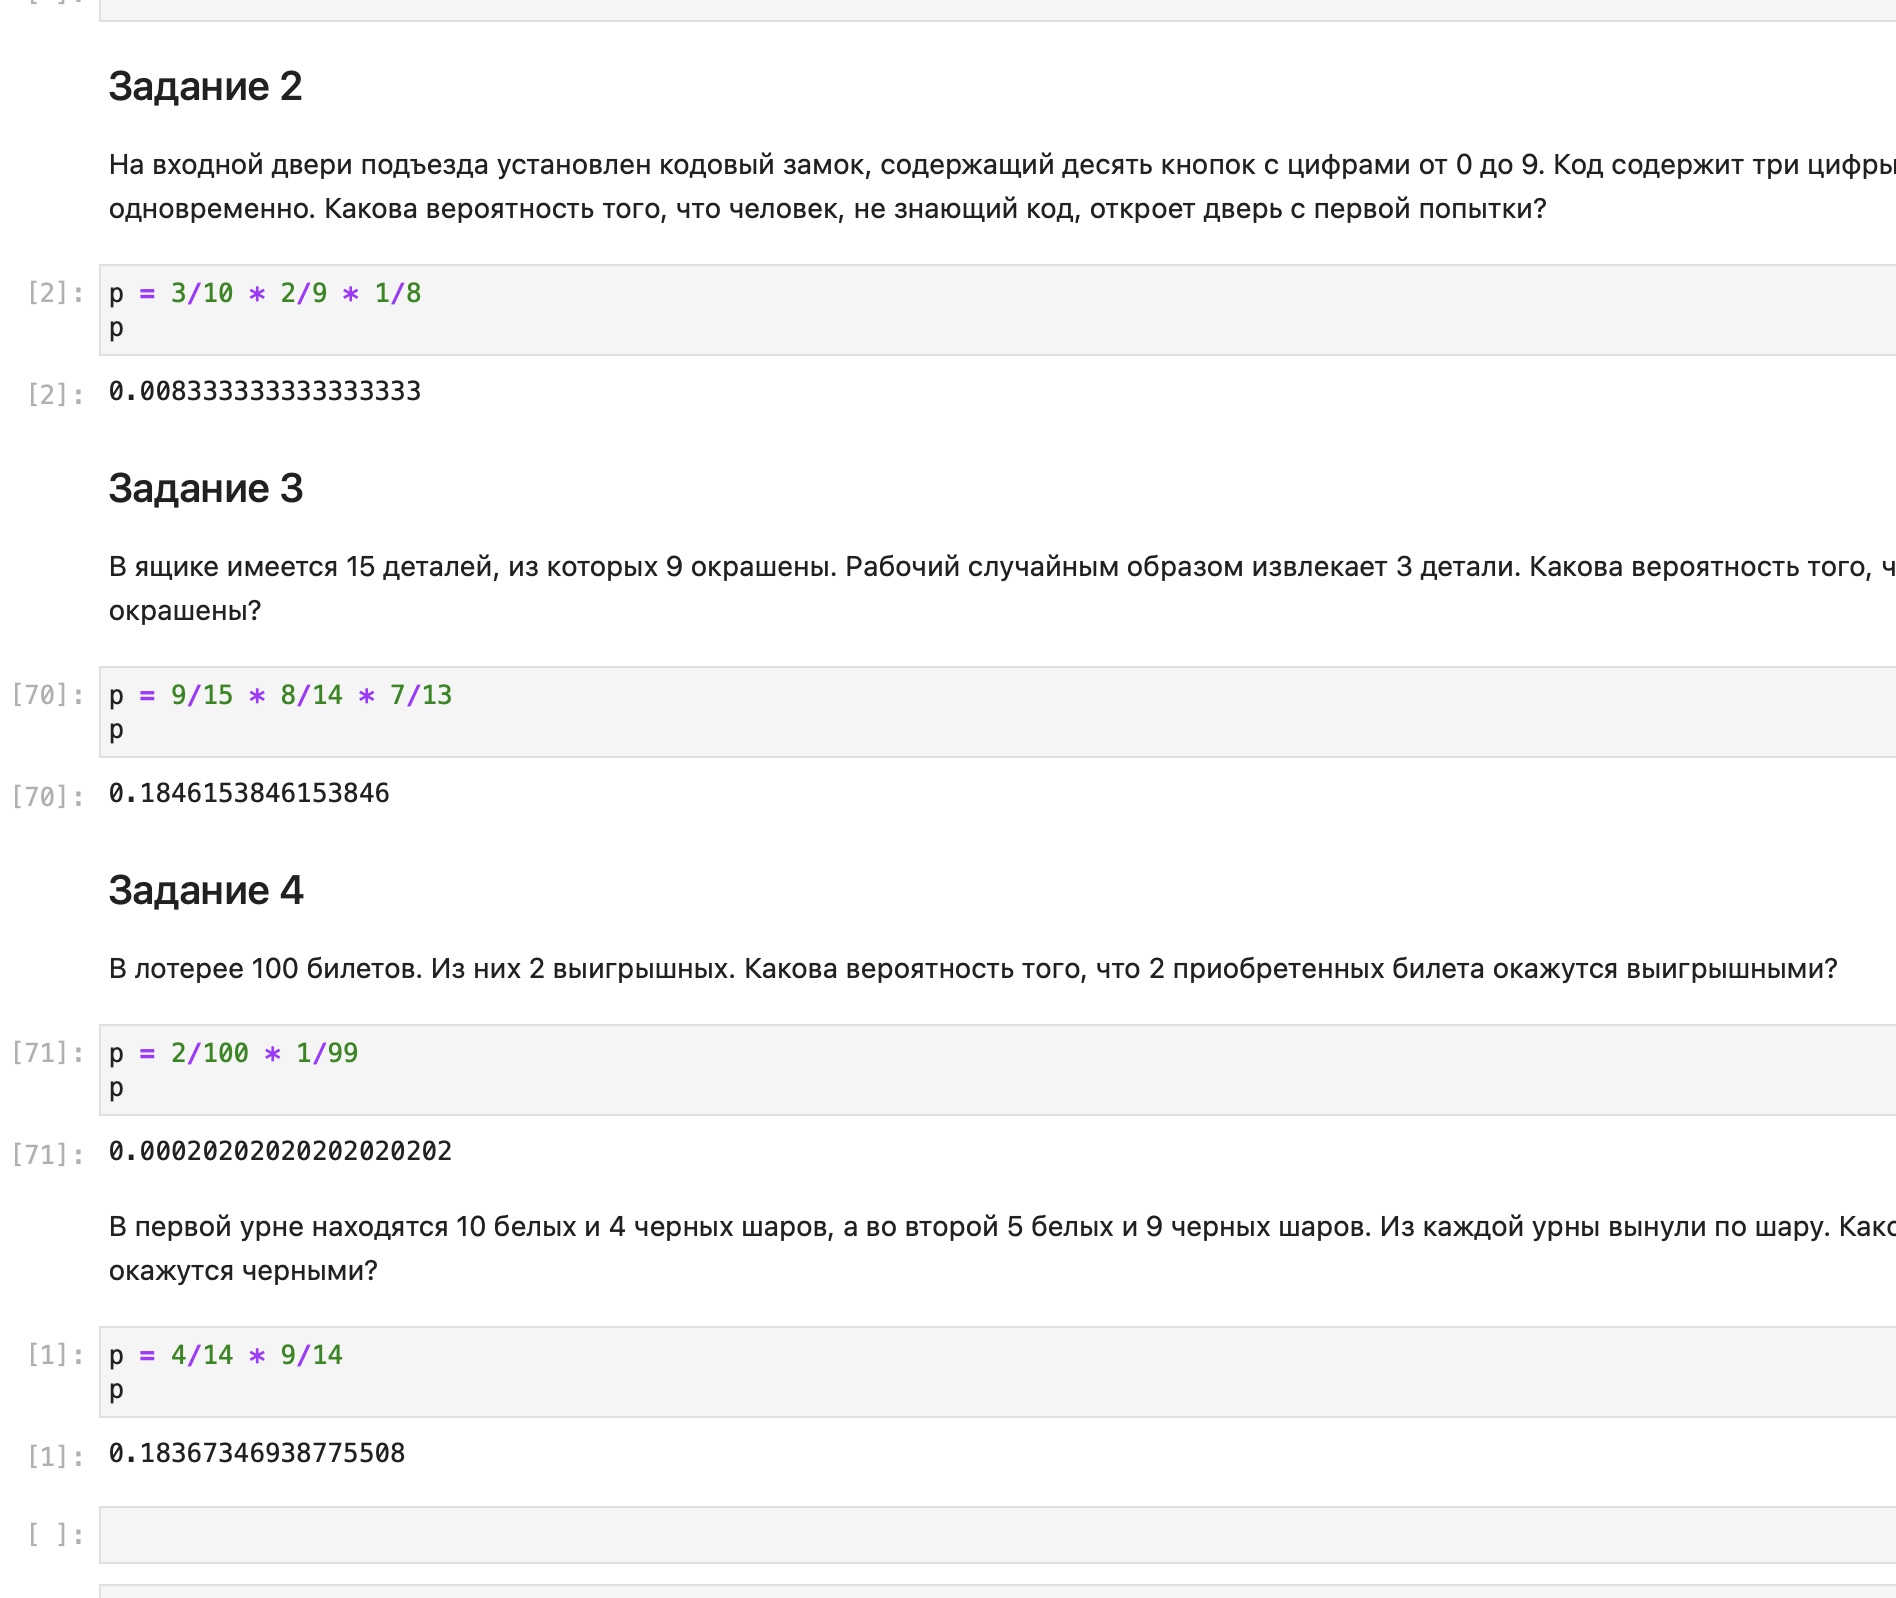 Задание 2
На входной двери подъезда установлен кодовый замок, содержащий десять кнопок с цифрами от 0 до 9. Код содержит три цифры
одновременно. Какова вероятность того, что человек, не знающий код, откроет дверь с первой попытки?
[2]: p = 3/10 * 2/9 * 1/8
p
[2]: 0.008333333333333333
Задание 3
В ящике имеется 15 деталей, из которых 9 окрашены. Рабочий случайным образом извлекает 3 детали. Какова вероятность того,
окрашены?
[70]: p = 9/15 * 8/14 * 7/13
p
[70]: 0.1846153846153846
Задание 4
В лотерее 100 билетов. Из них 2 выигрышных. Какова вероятность того, что 2 приобретенных билета окажутся выигрышными?
[71]: p = 2/100 * 1/99
p
[71]: 0.00020202020202020202
В первой урне находятся 10 белых и 4 черных шаров, а во второй 5 белых и 9 черных шаров. Из каждой урны вынули по шару.
окажутся черными?
[1]: p = 4/14 * 9/14
p
[1]: 0.18367346938775508
[ ]: